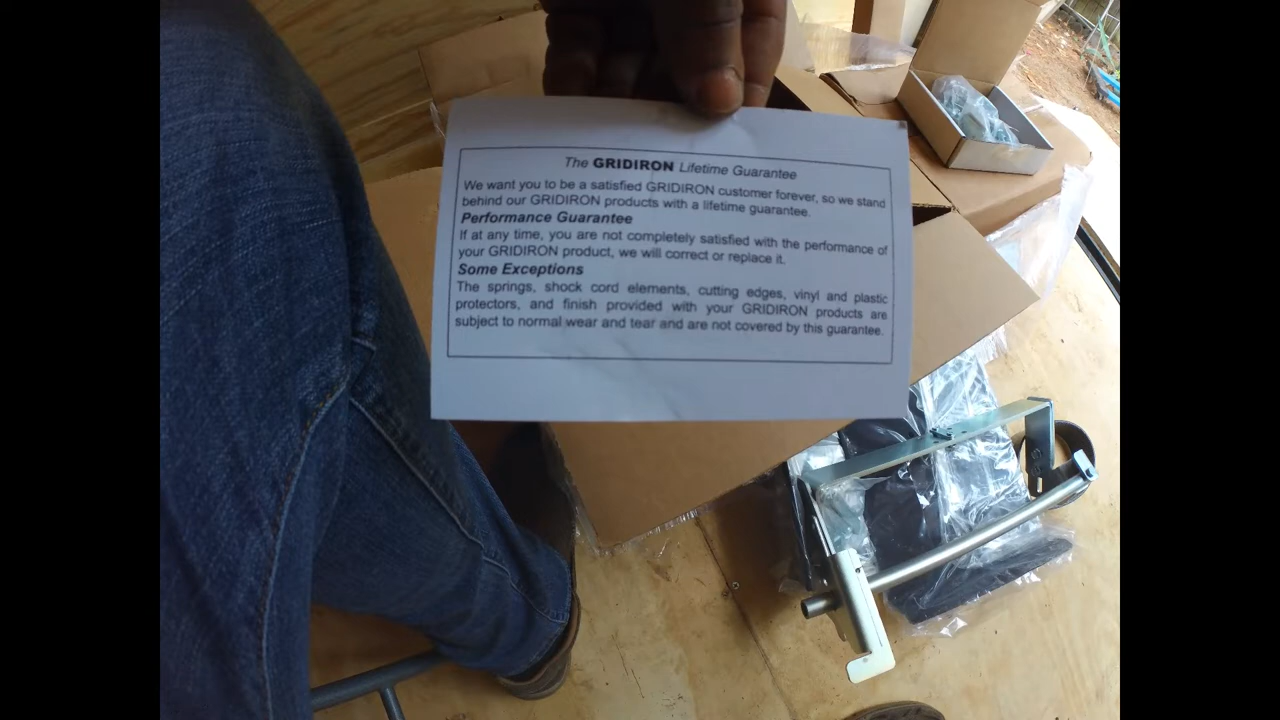 The GRIDIRON Lifetime Guarantee
We want you to be a satisfied GRIDIRON customer forever, so we stand
behind our GRIDIRON products with a lifetime guarantee.
Performance Guarantee
If at any time, you are not completely satisfied with the performance of
your GRIDIRON product, we will correct or replace it.
Some Exceptions
The springs, shock cord elements, cutting edges, vinyl and plastic
protectors, and finish provided with your GRIDIRON products are
subject to normal wear and tear and are not covered by this guarantee.